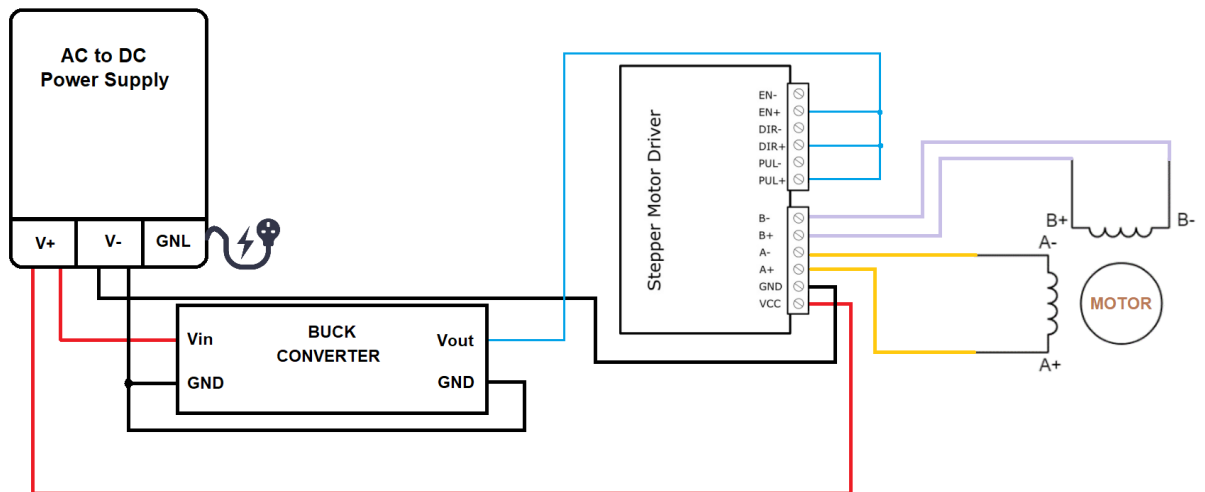 AC to DC
Power Supply
V+
V-
GNL
BUCK
CONVERTER
Vin
GND
Vout
GND
Stepper Motor Driver
EN-
EN+
DIR-
DIR+
PUL-
PUL+
B-
B+
A-
A+
GND
VCC
B+
B-
A-
MOTOR
A+